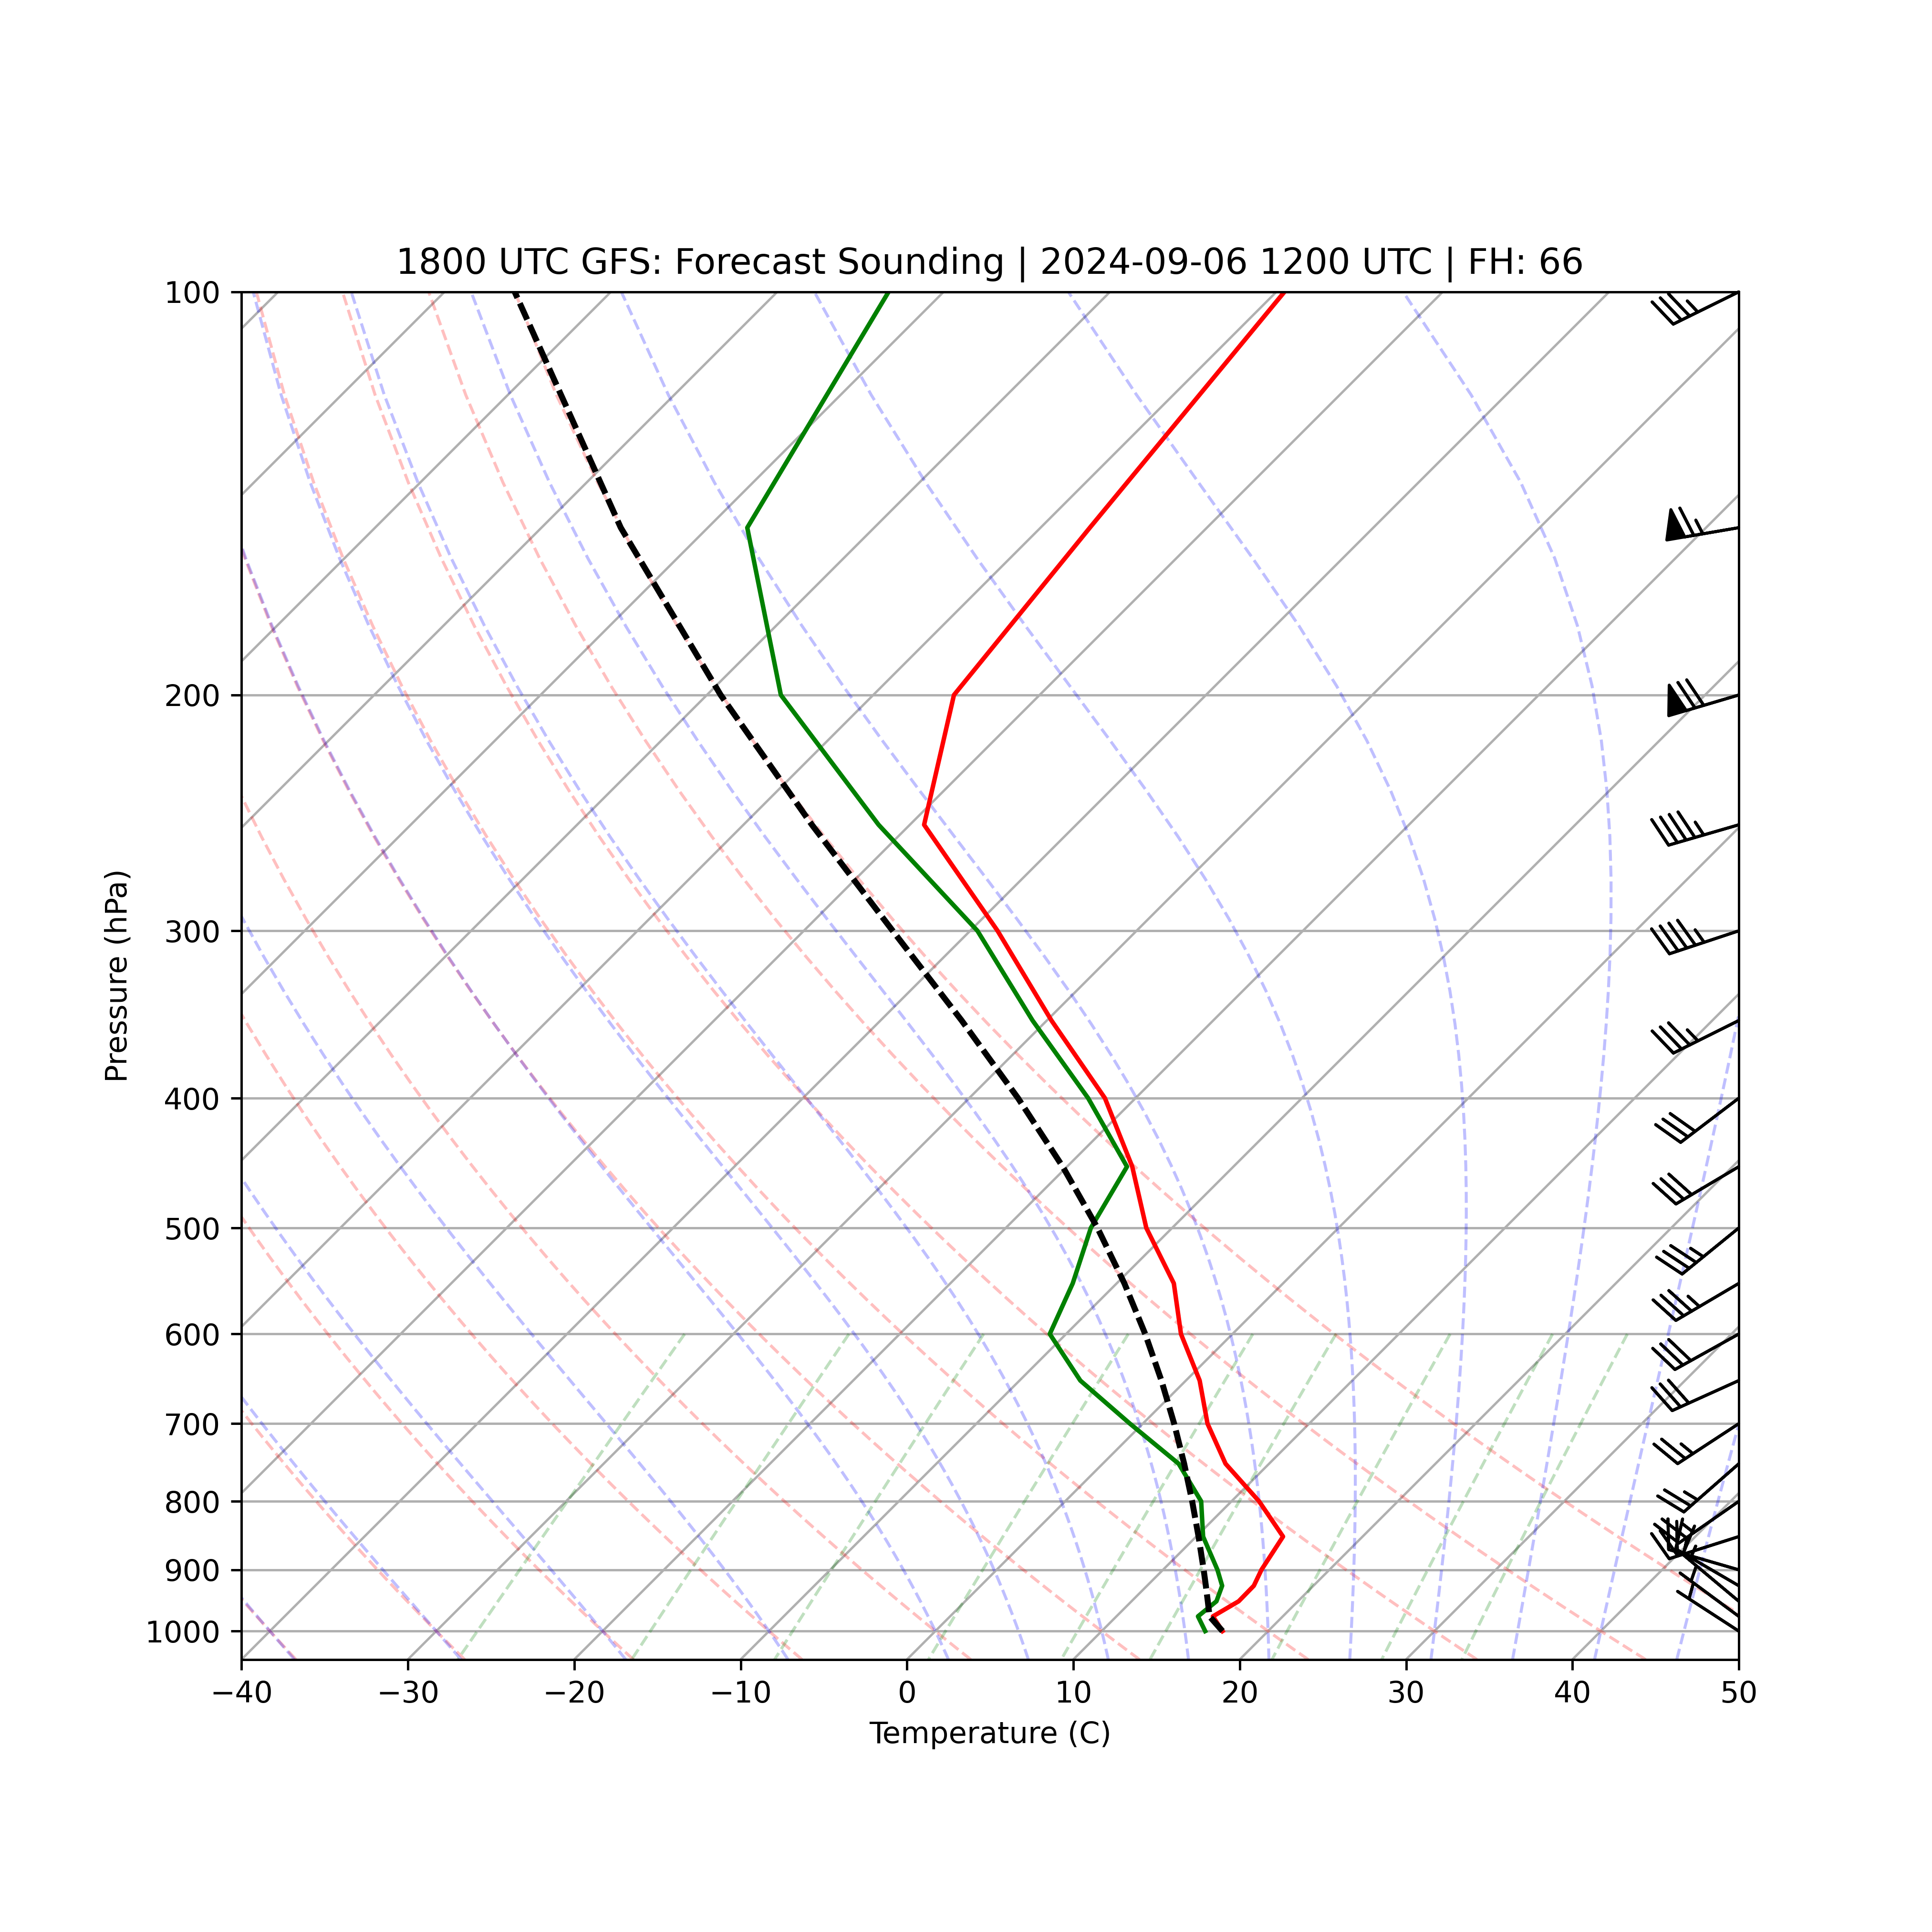 1800 UTC GFS: Forecast Sounding | 2024-09-06 1200 UTC | FH: 66
100
200
300
400
500
600
700
800
900
1000
Pressure (hPa)
−40 −30 −20 −10 0 10 20 30 40 50
Temperature (C)